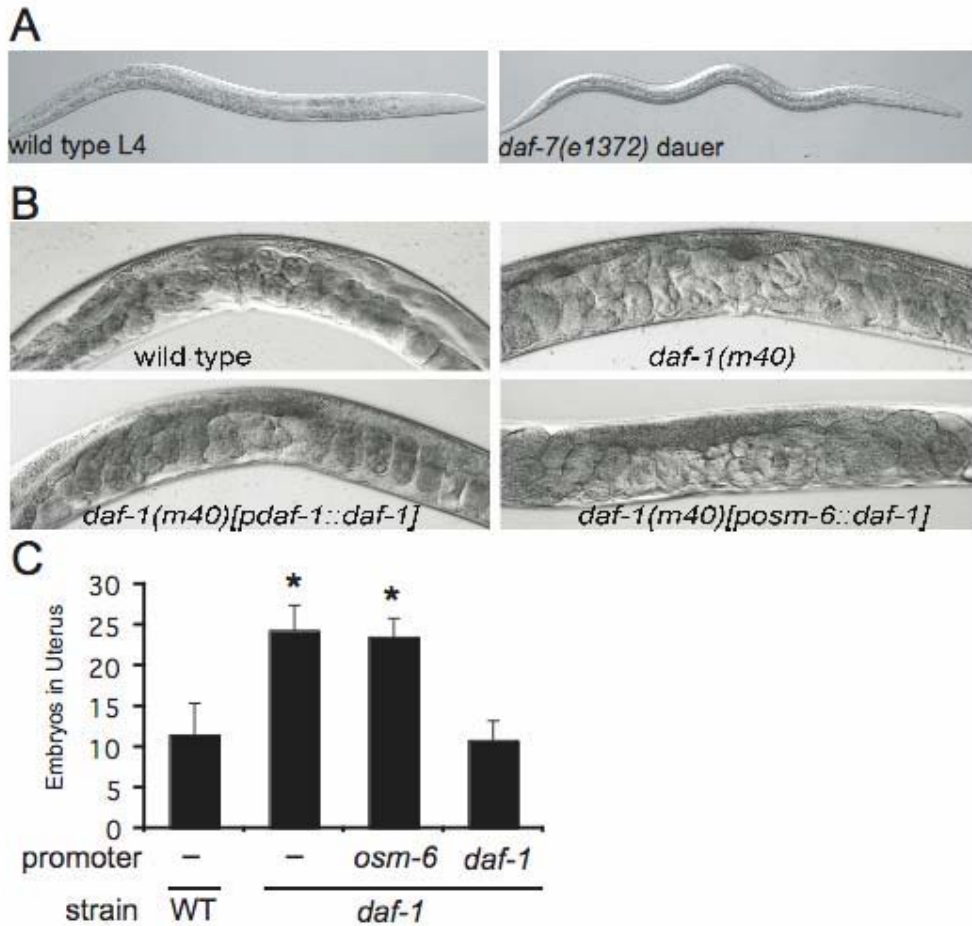 A
wild type L4
daf-7(e1372) dauer
B
wild type
daf-1(m40)
daf-1(m40)[pdaf-1::daf-1]
daf-1(m40)[posm-6::daf-1]
C
Embryos in Uterus
30
25
20
15
10
5
0
* *
promoter – – osm-6 daf-1
strain WT daf-1